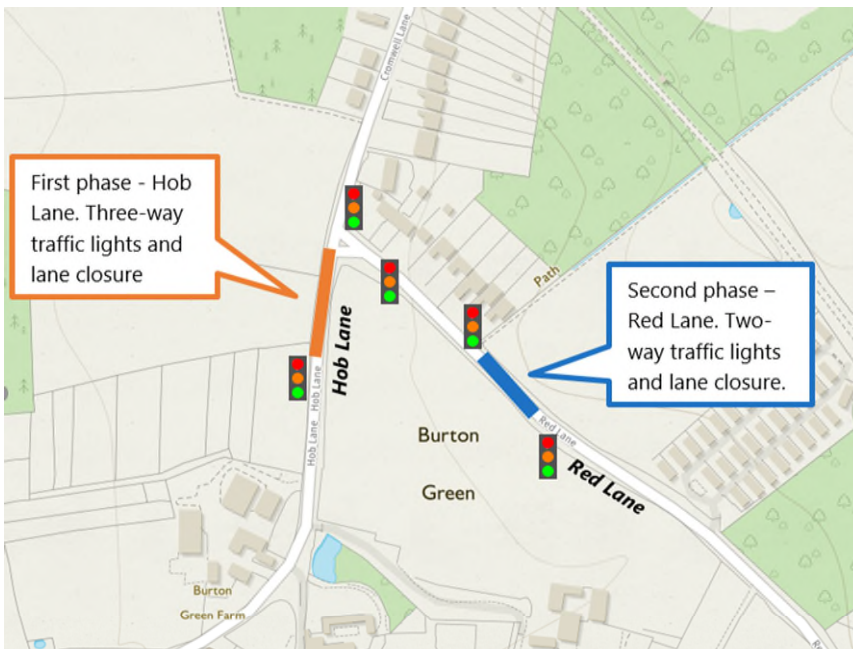 Cromwell Lane
First phase - Hob
Lane. Three-way
traffic lights and
lane closure
Path
Second phase –
Red Lane. Two-
way traffic lights
and lane closure.
Hob Lane
Hob Lane Hob Lane
Burton
Green
Red Lane
Red Lane
Burton
Green Farm